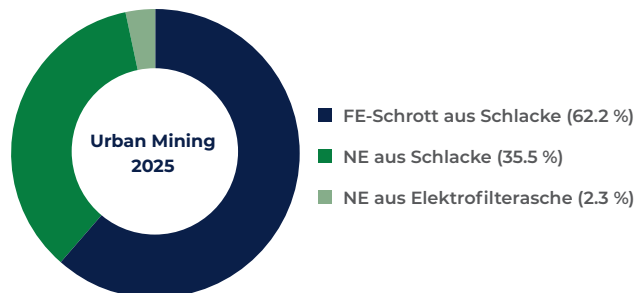 Urban Mining
2025
FE-Schrott aus Schlacke (62.2 %)
NE aus Schlacke (35.5 %)
NE aus Elektrofilterasche (2.3 %)